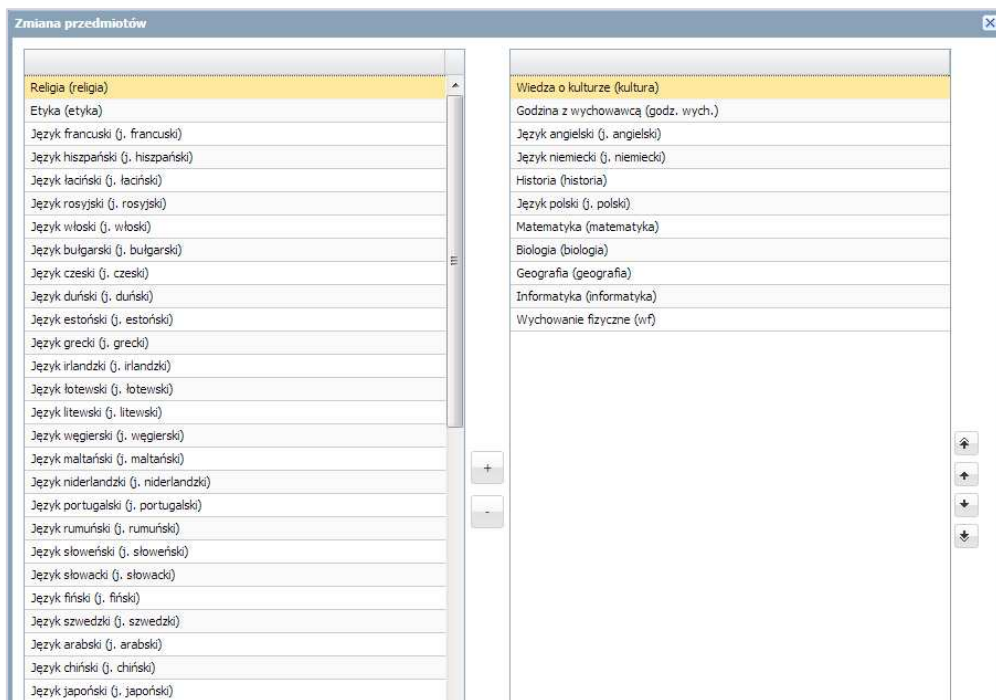 Zmiana przedmiotów
Religia (religia)
Etyka (etyka)
Język francuski (j. francuski)
Język hiszpański (j. hiszpański)
Język łaciński (j. łaciński)
Język rosyjski (j. rosyjski)
Język włoski (j. włoski)
Język bułgarski (j. bułgarski)
Język czeski (j. czeski)
Język duński (j. duński)
Język estoński (j. estoński)
Język grecki (j. grecki)
Język irlandzki (j. irlandzki)
Język łotewski (j. łotewski)
Język litewski (j. litewski)
Język węgierski (j. węgierski)
Język maltański (j. maltański)
Język niderlandzki (j. niderlandzki)
Język portugalski (j. portugalski)
Język rumuński (j. rumuński)
Język słoweński (j. słoweński)
Język słowacki (j. słowacki)
Język fiński (j. fiński)
Język szwedzki (j. szwedzki)
Język arabski (j. arabski)
Język chiński (j. chiński)
Język japoński (j. japoński)
+
-
Wiedza o kulturze (kultura)
Godzina z wychowawcą (godz. wych.)
Język angielski (j. angielski)
Język niemiecki (j. niemiecki)
Historia (historia)
Język polski (j. polski)
Matematyka (matematyka)
Biologia (biologia)
Geografia (geografia)
Informatyka (informatyka)
Wychowanie fizyczne (wf)